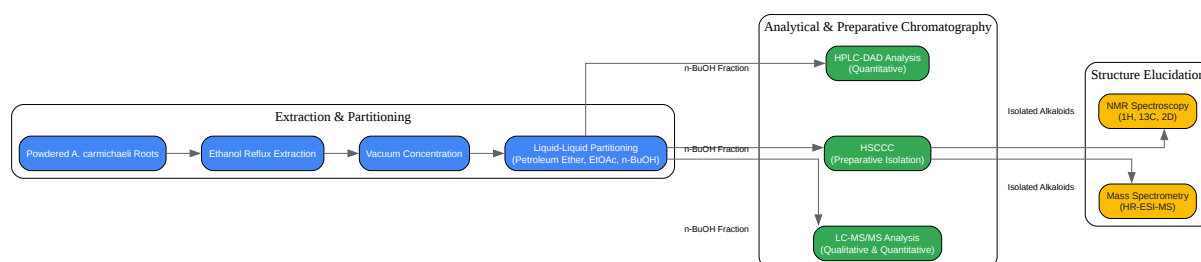 Extraction & Partitioning
Powdered A. carmichaeli Roots
Ethanol Reflux Extraction
Vacuum Concentration
Liquid-Liquid Partitioning
(Petroleum Ether, EtOAc, n-BuOH)
n-BuOH Fraction
n-BuOH Fraction
n-BuOH Fraction
Analytical & Preparative Chromatography
HPLC-DAD Analysis
(Quantitative)
HSCCC
(Preparative Isolation)
LC-MS/MS Analysis
(Qualitative & Quantitative)
Isolated Alkaloids
Isolated Alkaloids
Structure Elucidation
NMR Spectroscopy
(1H, 13C, 2D)
Mass Spectrometry
(HR-ESI-MS)